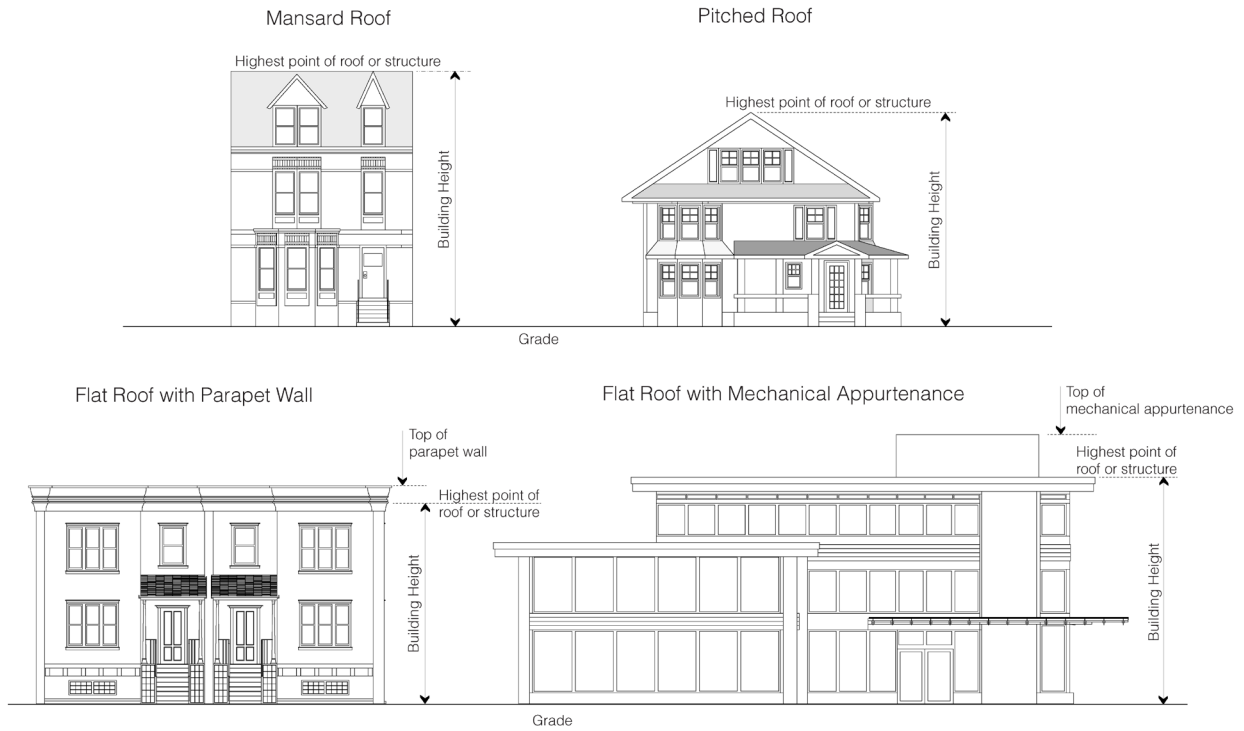 Mansard Roof
Pitched Roof
Highest point of roof or structure
Building Height
Highest point of roof or structure
Building Height
Grade
Flat Roof with Parapet Wall
Flat Roof with Mechanical Appurtenance
Top of
parapet wall
Highest point of
roof or structure
Building Height
Top of
mechanical appurtenance
Highest point of
roof or structure
Building Height
Grade